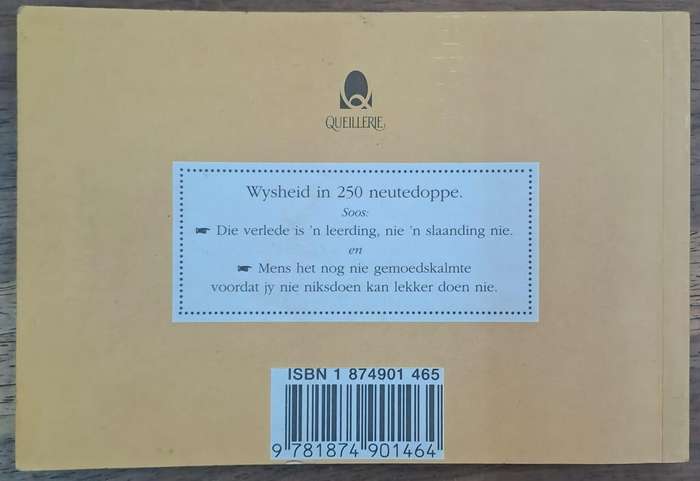 QUEILLERIE
Wysheid in 250 neutedoppe.
Soos:
☛ Die verlede is 'n leerding, nie 'n slaanding nie.
en
☛ Mens het nog nie gemoedskalmte
voordat jy nie niksdoen kan lekker doen nie.
ISBN 1 874901 465
9 781874 901464